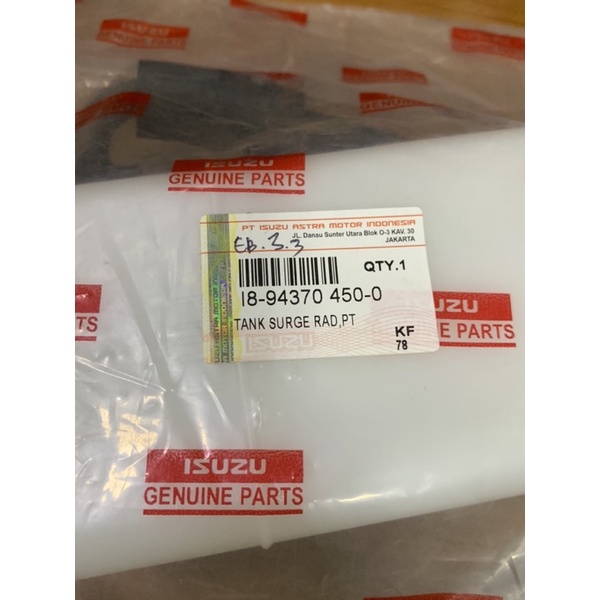 ISUZU
GENUINE PARTS
GENUINE PARTS
ISUZU
GENUINE PARTS
PT ISUZU ASTRA MOTOR INDONESIA
JL. Danau Sunter Utara Blok O-3 KAV. 30
JAKARTA
EB. 3.3
QTY.1
I8-94370 450-0
TANK SURGE RAD,PT
ISUZU
KF
78
ISUZU
ISUZU
GENUINE PARTS